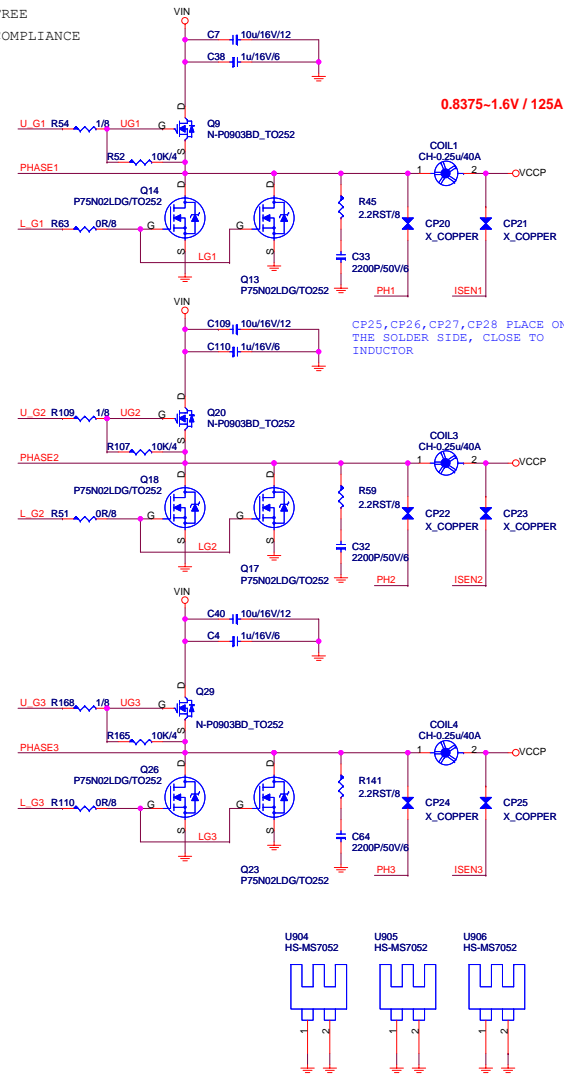 FREE
COMPLIANCE
VIN
C7 10u/16V/12
C38 1u/16V/6
0.8375~1.6V / 125A
D
U_G1 R54 1/8 UG1 G Q9
N-P0903BD_TO252
S
R52 10K/4
COIL1
CH-0.25u/40A
PHASE1 1 2 VCCP
Q14 D D
P75N02LDG/TO252
R45
2.2RST/8
L_G1 R63 0R/8 G G
CP20 CP21
X_COPPER X_COPPER
S S
LG1
C33
2200P/50V/6
Q13
P75N02LDG/TO252
PH1 ISEN1
VIN
C109 10u/16V/12
C110 1u/16V/6
CP25,CP26,CP27,CP28 PLACE ON
THE SOLDER SIDE, CLOSE TO
INDUCTOR
D
U_G2 R109 1/8 UG2 G Q20
N-P0903BD_TO252
S
R107 10K/4
COIL3
CH-0.25u/40A
PHASE2 1 2 VCCP
Q18 D D
P75N02LDG/TO252
R59
2.2RST/8
L_G2 R51 0R/8 G G
CP22 CP23
X_COPPER X_COPPER
S S
LG2
C32
2200P/50V/6
Q17
P75N02LDG/TO252
PH2 ISEN2
VIN
C40 10u/16V/12
C4 1u/16V/6
D
Q29
U_G3 R168 1/8 UG3 G
N-P0903BD_TO252
S
R165 10K/4
COIL4
CH-0.25u/40A
PHASE3 1 2 VCCP
Q26 D D
P75N02LDG/TO252
R141
2.2RST/8
L_G3 R110 0R/8 G G
CP24 CP25
X_COPPER X_COPPER
S S
LG3
C64
2200P/50V/6
Q23
P75N02LDG/TO252
PH3 ISEN3
U904 U905 U906
HS-MS7052 HS-MS7052 HS-MS7052
1 2 1 2 1 2